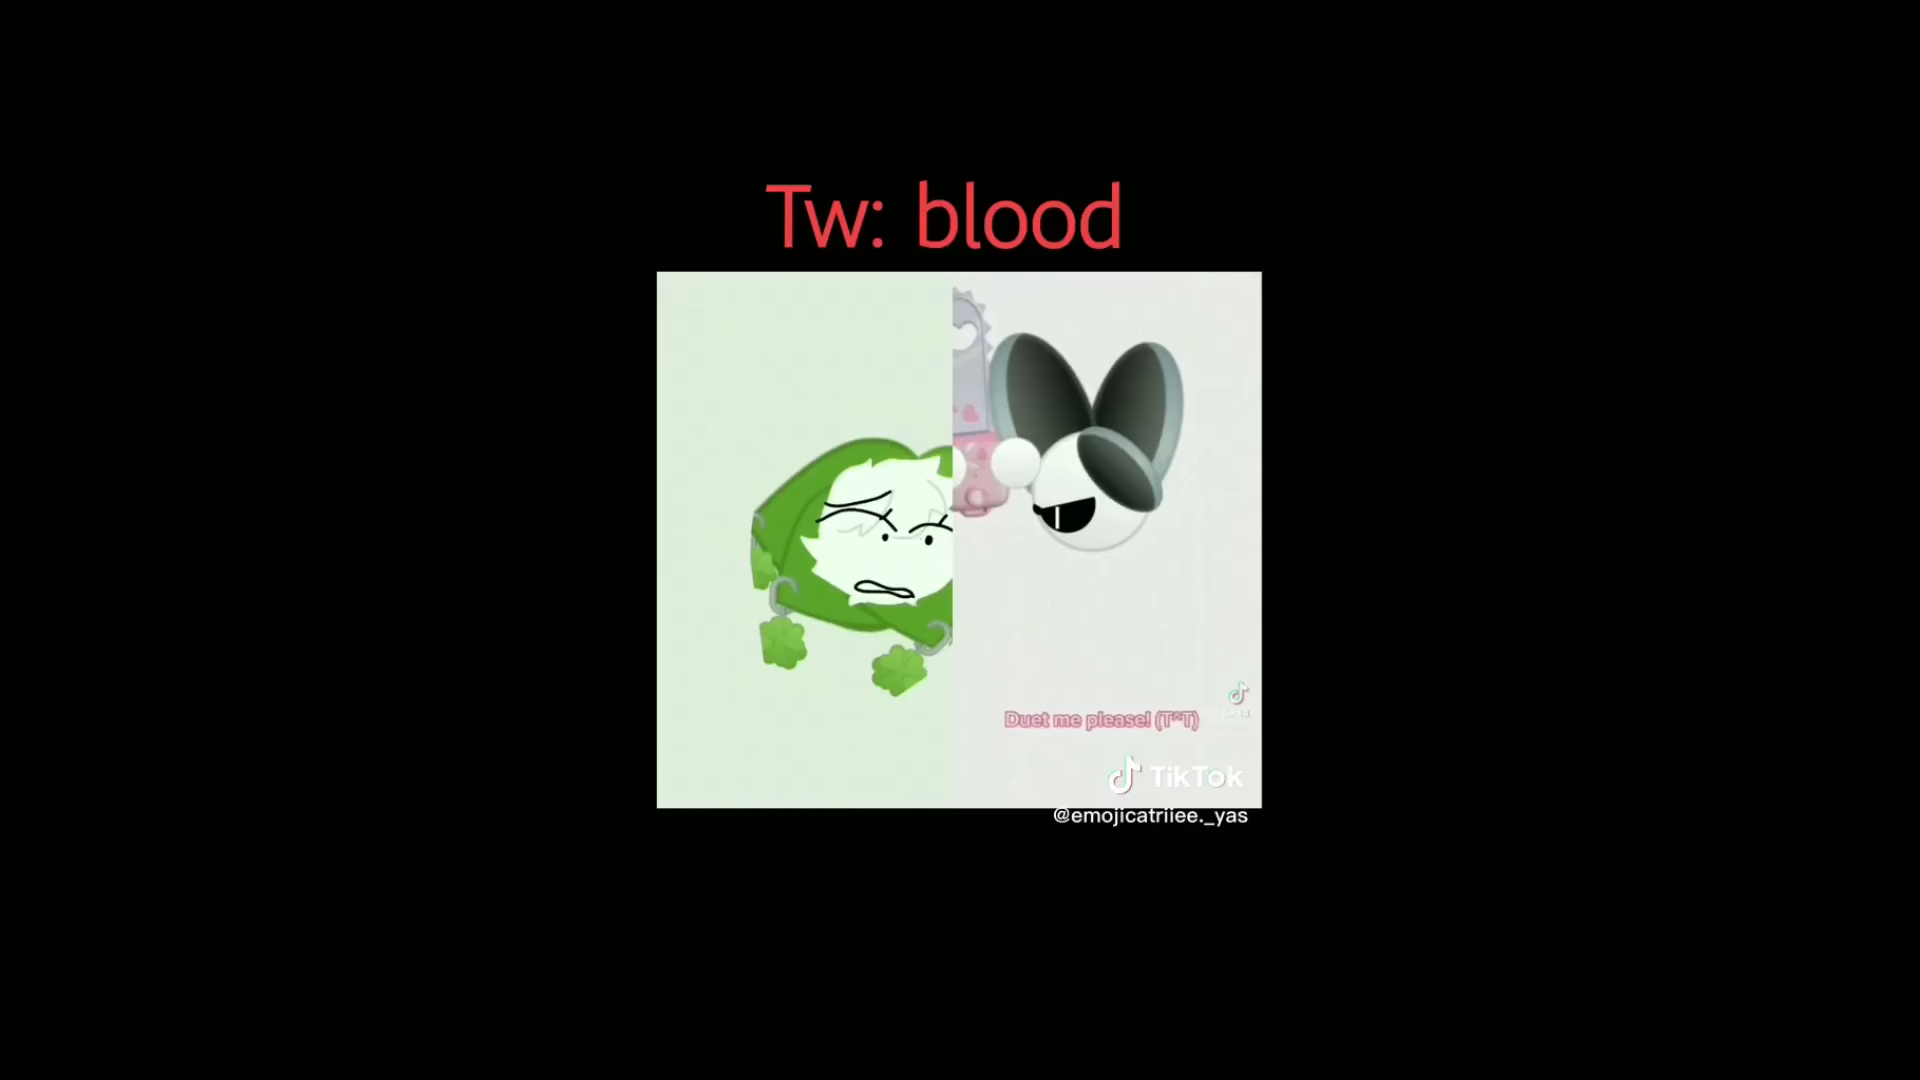 Tw: blood
Duet me please! (T^T)
TikTok
@emojicatriiee._yas